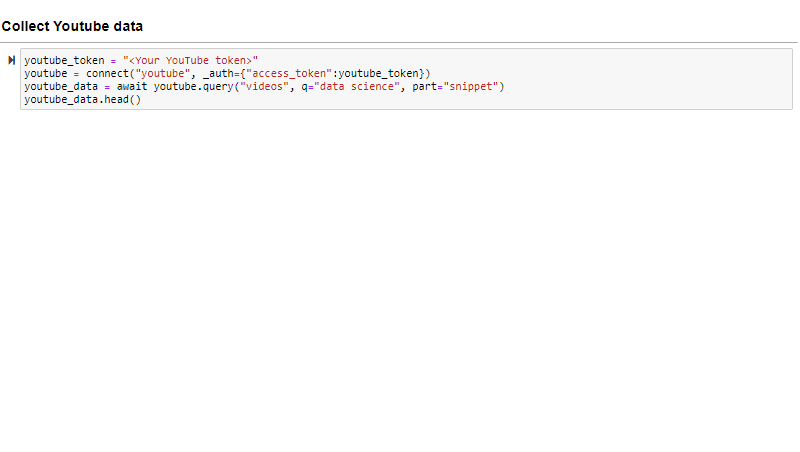 Collect Youtube data
youtube_token = "<Your YouTube token>"
youtube = connect("youtube", _auth={"access_token":youtube_token})
youtube_data = await youtube.query("videos", q="data science", part="snippet")
youtube_data.head()